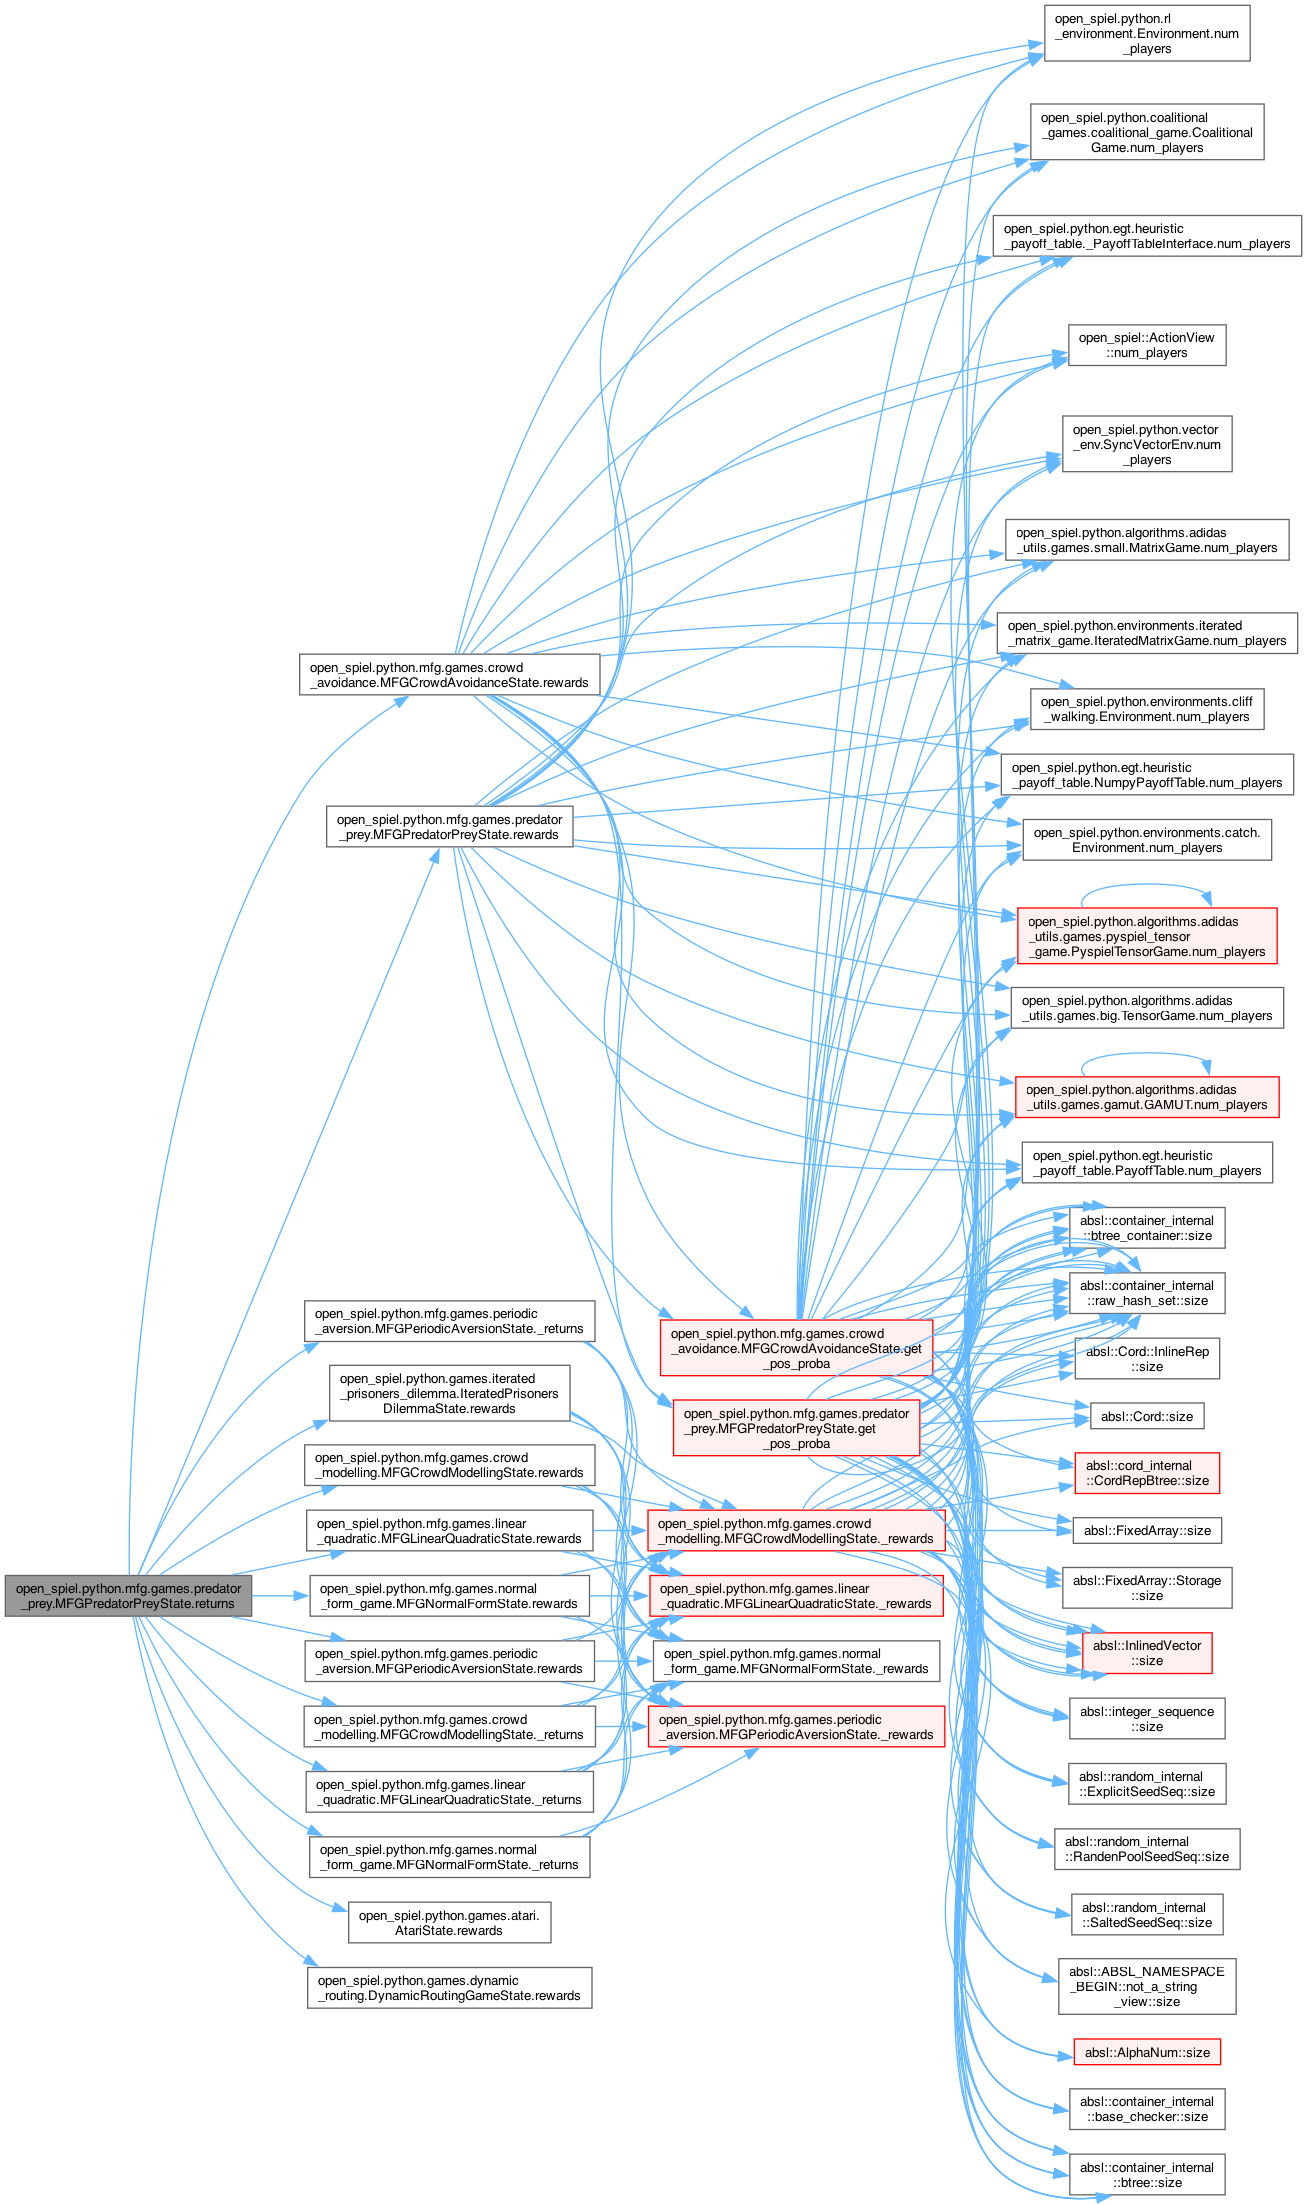 open_spiel.python.rl
_environment.Environment.num
_players
open_spiel.python.coalitional
_games.coalitional_game.Coalitional
Game.num_players
open_spiel.python.egt.heuristic
_payoff_table._PayoffTableInterface.num_players
open_spiel::ActionView
::num_players
open_spiel.python.vector
_env.SyncVectorEnv.num
_players
open_spiel.python.algorithms.adidas
_utils.games.small.MatrixGame.num_players
open_spiel.python.environments.iterated
_matrix_game.IteratedMatrixGame.num_players
open_spiel.python.mfg.games.crowd
_avoidance.MFGCrowdAvoidanceState.rewards
open_spiel.python.environments.cliff
_walking.Environment.num_players
open_spiel.python.egt.heuristic
_payoff_table.NumpyPayoffTable.num_players
open_spiel.python.mfg.games.predator
_prey.MFGPredatorPreyState.rewards
open_spiel.python.environments.catch.
Environment.num_players
open_spiel.python.algorithms.adidas
_utils.games.pyspiel_tensor
_game.PyspielTensorGame.num_players
open_spiel.python.algorithms.adidas
_utils.games.big.TensorGame.num_players
open_spiel.python.algorithms.adidas
_utils.games.gamut.GAMUT.num_players
open_spiel.python.egt.heuristic
_payoff_table.PayoffTable.num_players
absl::container_internal
::btree_container::size
absl::container_internal
::raw_hash_set::size
open_spiel.python.mfg.games.periodic
_aversion.MFGPeriodicAversionState._returns
open_spiel.python.mfg.games.crowd
_avoidance.MFGCrowdAvoidanceState.get
_pos_proba
absl::Cord::InlineRep
::size
open_spiel.python.games.iterated
_prisoners_dilemma.IteratedPrisoners
DilemmaState.rewards
open_spiel.python.mfg.games.predator
_prey.MFGPredatorPreyState.get
_pos_proba
absl::Cord::size
open_spiel.python.mfg.games.crowd
_modelling.MFGCrowdModellingState.rewards
absl::cord_internal
::CordRepBtree::size
open_spiel.python.mfg.games.linear
_quadratic.MFGLinearQuadraticState.rewards
open_spiel.python.mfg.games.crowd
_modelling.MFGCrowdModellingState._rewards
absl::FixedArray::size
open_spiel.python.mfg.games.predator
_prey.MFGPredatorPreyState.returns
open_spiel.python.mfg.games.normal
_form_game.MFGNormalFormState.rewards
open_spiel.python.mfg.games.linear
_quadratic.MFGLinearQuadraticState._rewards
absl::FixedArray::Storage
::size
open_spiel.python.mfg.games.periodic
_aversion.MFGPeriodicAversionState.rewards
open_spiel.python.mfg.games.normal
_form_game.MFGNormalFormState._rewards
absl::InlinedVector
::size
open_spiel.python.mfg.games.crowd
_modelling.MFGCrowdModellingState._returns
open_spiel.python.mfg.games.periodic
_aversion.MFGPeriodicAversionState._rewards
absl::integer_sequence
::size
open_spiel.python.mfg.games.linear
_quadratic.MFGLinearQuadraticState._returns
absl::random_internal
::ExplicitSeedSeq::size
open_spiel.python.mfg.games.normal
_form_game.MFGNormalFormState._returns
absl::random_internal
::RandenPoolSeedSeq::size
open_spiel.python.games.atari.
AtariState.rewards
absl::random_internal
::SaltedSeedSeq::size
open_spiel.python.games.dynamic
_routing.DynamicRoutingGameState.rewards
absl::ABSL_NAMESPACE
_BEGIN::not_a_string
_view::size
absl::AlphaNum::size
absl::container_internal
::base_checker::size
absl::container_internal
::btree::size